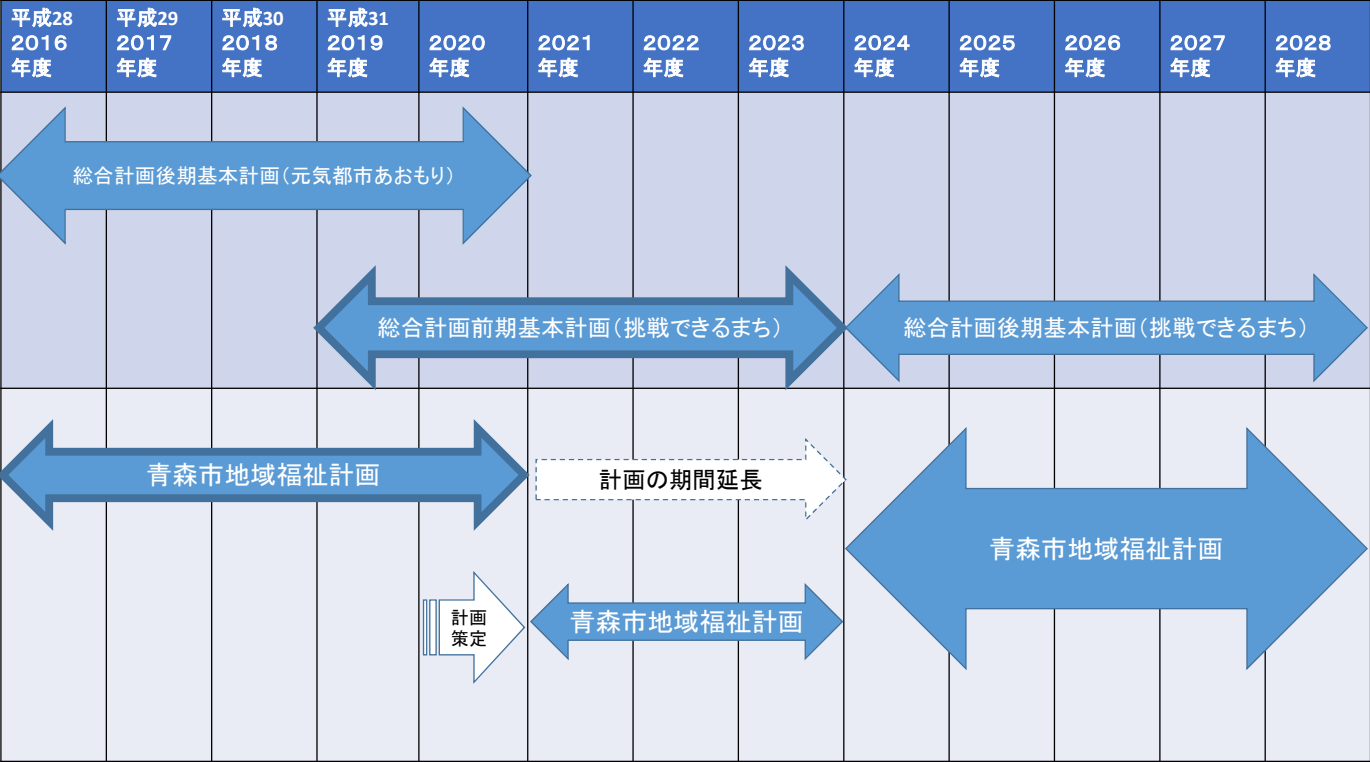 平成28
2016
年度
平成29
2017
年度
平成30
2018
年度
平成31
2019
年度
2020
年度
2021
年度
2022
年度
2023
年度
2024
年度
2025
年度
2026
年度
2027
年度
2028
年度
総合計画後期基本計画（元気都市あおもり）
総合計画前期基本計画（挑戦できるまち）
総合計画後期基本計画（挑戦できるまち）
青森市地域福祉計画
計画の期間延長
青森市地域福祉計画
計画
策定
青森市地域福祉計画